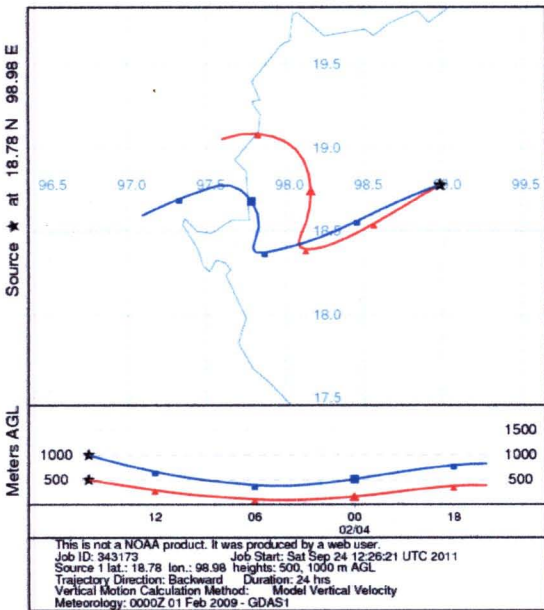 Source ★ at 18.78 N 98.98 E
19.5
19.0
96.5 97.0 97.5 98.0 98.5 99.0 99.5
18.5
18.0
17.5
Meters AGL
1500
1000 1000
500 500
12 06 00 18
02/04
This is not a NOAA product. It was produced by a web user.
Job ID: 343173 Job Start: Sat Sep 24 12:26:21 UTC 2011
Source 1 lat.: 18.78 lon.: 98.98 heights: 500, 1000 m AGL
Trajectory Direction: Backward Duration: 24 hrs
Vertical Motion Calculation Method: Model Vertical Velocity
Meteorology: 0000Z 01 Feb 2009 - GDAS1